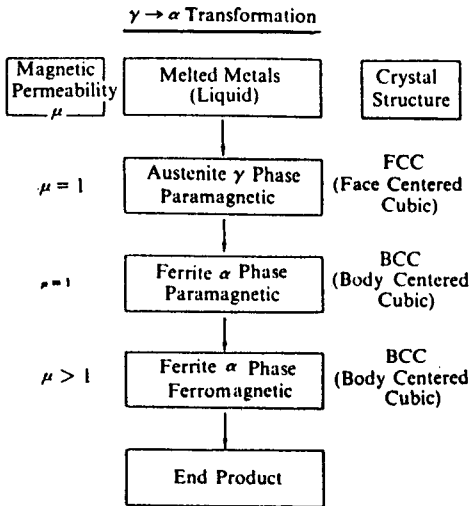 γ → α Transformation
Magnetic
Permeability
μ
Melted Metals
(Liquid)
Crystal
Structure
μ = 1
Austenite γ Phase
Paramagnetic
FCC
(Face Centered
Cubic)
μ = 1
Ferrite α Phase
Paramagnetic
BCC
(Body Centered
Cubic)
μ > 1
Ferrite α Phase
Ferromagnetic
BCC
(Body Centered
Cubic)
End Product